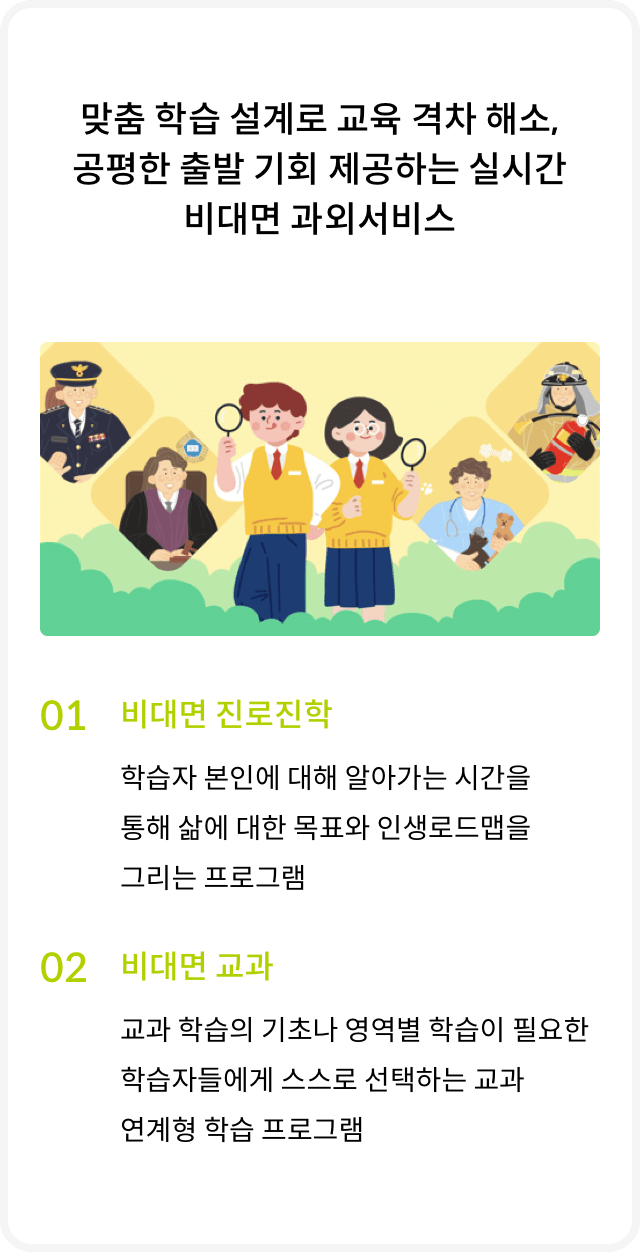 맞춤 학습 설계로 교육 격차 해소,
공평한 출발 기회 제공하는 실시간
비대면 과외서비스
01 비대면 진로진학
학습자 본인에 대해 알아가는 시간을
통해 삶에 대한 목표와 인생로드맵을
그리는 프로그램
02 비대면 교과
교과 학습의 기초나 영역별 학습이 필요한
학습자들에게 스스로 선택하는 교과
연계형 학습 프로그램